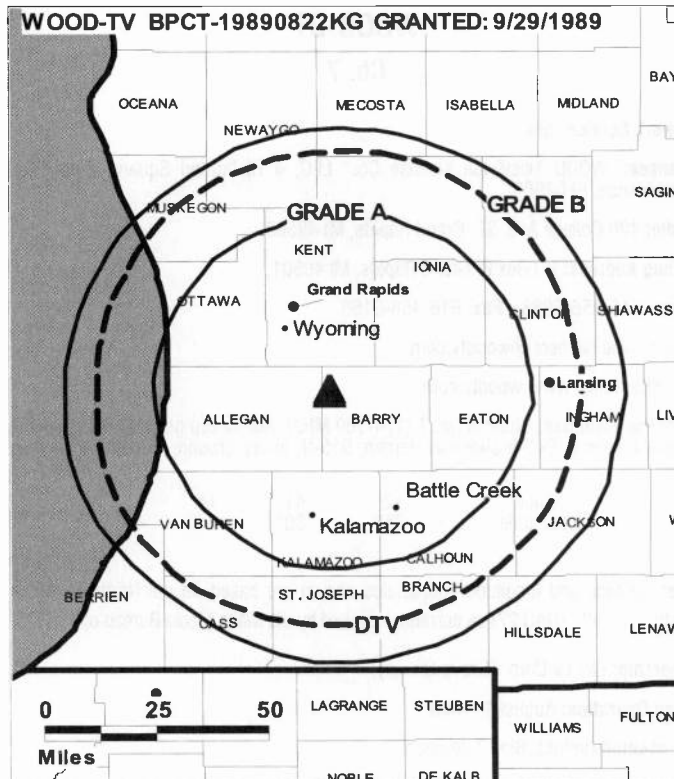 WOOD-TV BPCT-19890822KG GRANTED: 9/29/1989
BAY
OCEANA
MECOSTA
ISABELLA
MIDLAND
NEWAYGO
SAGIN
MUSKEGON
GRADE A
GRADE B
KENT
IONIA
OTTAWA
Grand Rapids
CLINTON
SHIAWASS
Wyoming
Lansing
ALLEGAN
BARRY
EATON
INGHAM
LIV
Battle Creek
VAN BUREN
Kalamazoo
JACKSON
W
KALAMAZOO
CALHOUN
BERRIEN
ST. JOSEPH
BRANCH
CASS
DTV
HILLSDALE
LENAW
0 25 50
LAGRANGE
STEUBEN
WILLIAMS
FULTON
Miles
NOBLE
DE KALB